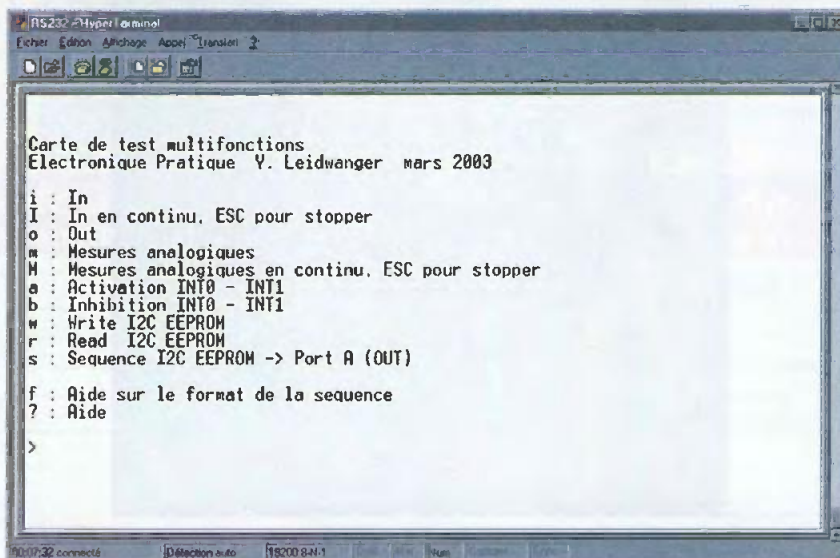 RS232 - HyperTerminal
Fichier Edition Affichage Appel Transfert ?
Carte de test multifonctions
Electronique Pratique Y. Leidwanger mars 2003
i : In
I : In en continu, ESC pour stopper
o : Out
m : Mesures analogiques
M : Mesures analogiques en continu, ESC pour stopper
a : Activation INT0 - INT1
b : Inhibition INT0 - INT1
w : Write I2C EEPROM
r : Read I2C EEPROM
s : Sequence I2C EEPROM -> Port A (OUT)
f : Aide sur le format de la sequence
? : Aide
>
00:07:32 connecté Détection auto 19200 8-N-1 Num